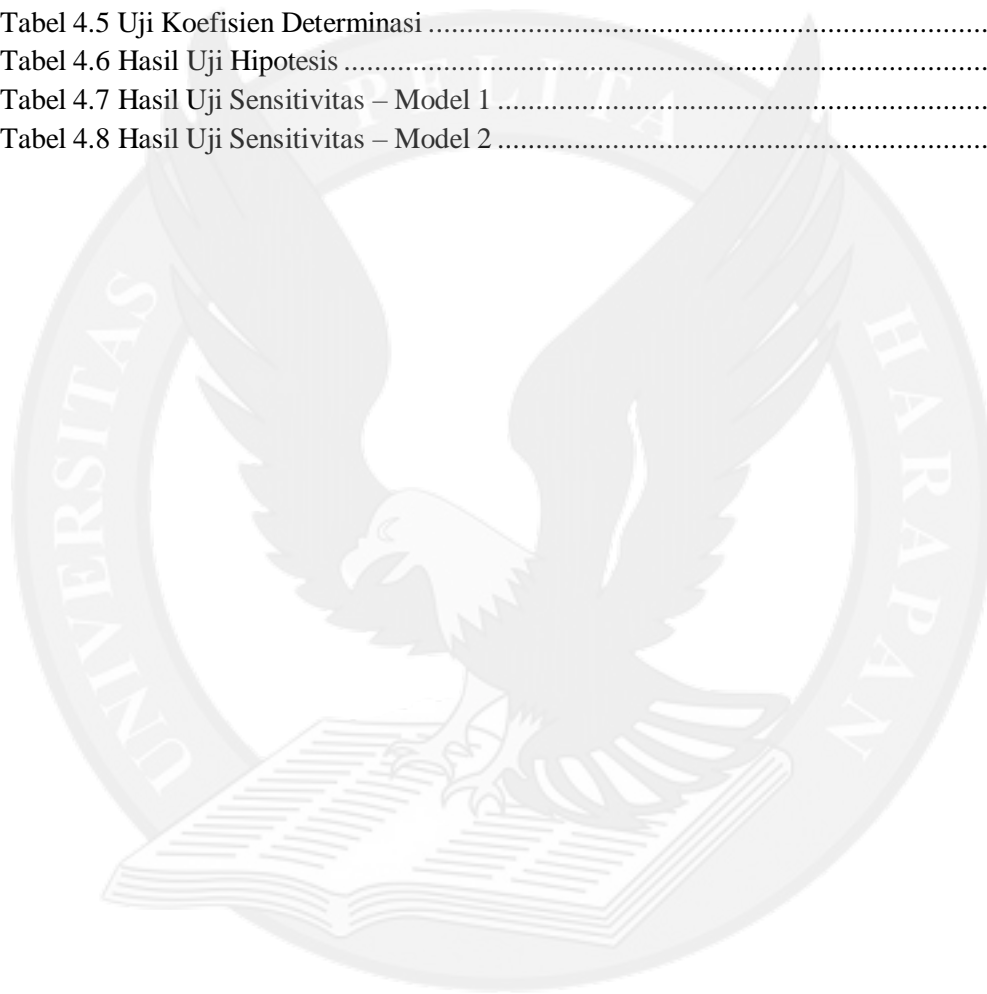 Tabel 4.5 Uji Koefisien Determinasi ........................................................................................................
Tabel 4.6 Hasil Uji Hipotesis ........................................................................................................................
Tabel 4.7 Hasil Uji Sensitivitas – Model 1 ............................................................................................
Tabel 4.8 Hasil Uji Sensitivitas – Model 2 ............................................................................................
UNIVERSITAS PELITA HARAPAN